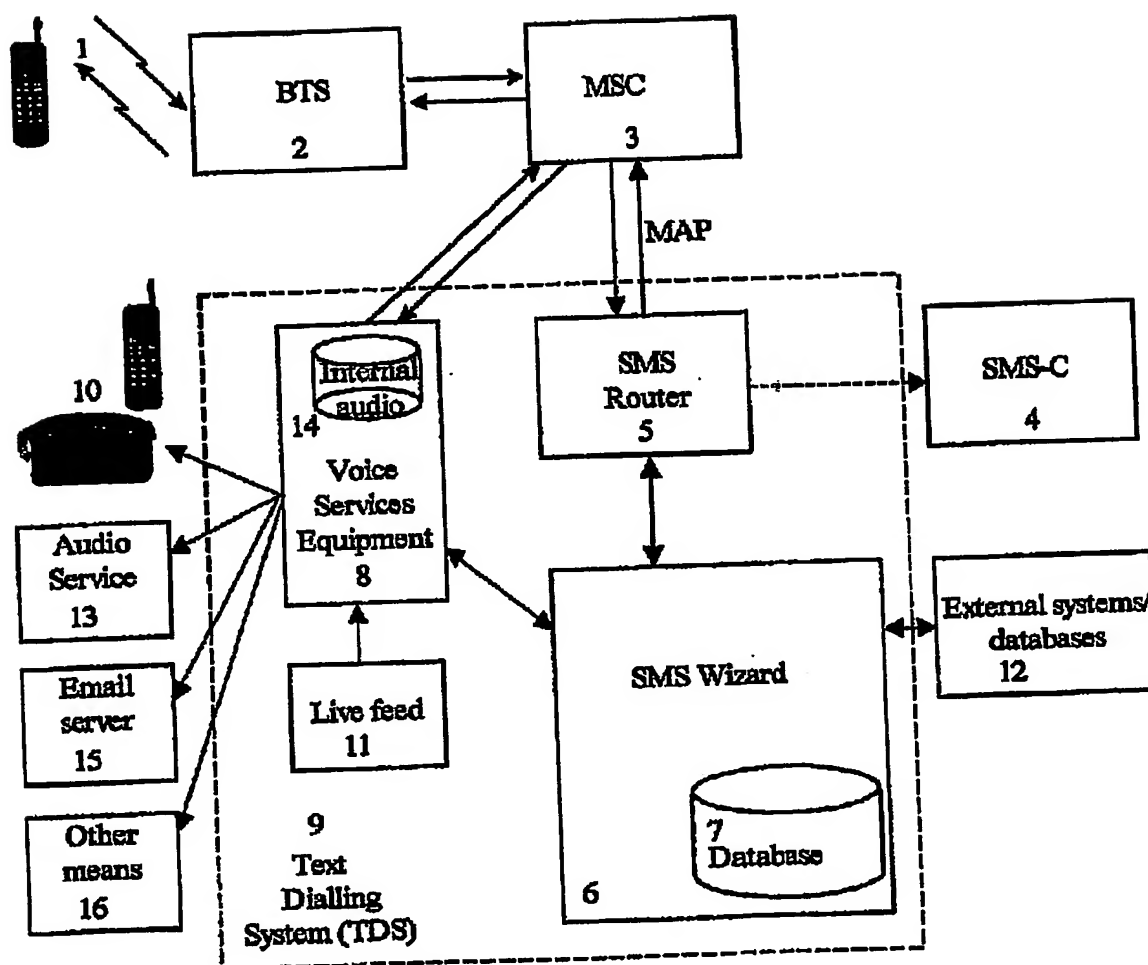 1
BTS
2
MSC
3
MAP
10
Internal
audio
14
Voice
Services
Equipment
8
SMS
Router
5
SMS-C
4
Audio
Service
13
Email
server
15
Other
means
16
Live feed
11
SMS Wizard
7
Database
6
External systems/
databases
12
9
Text
Dialling
System (TDS)